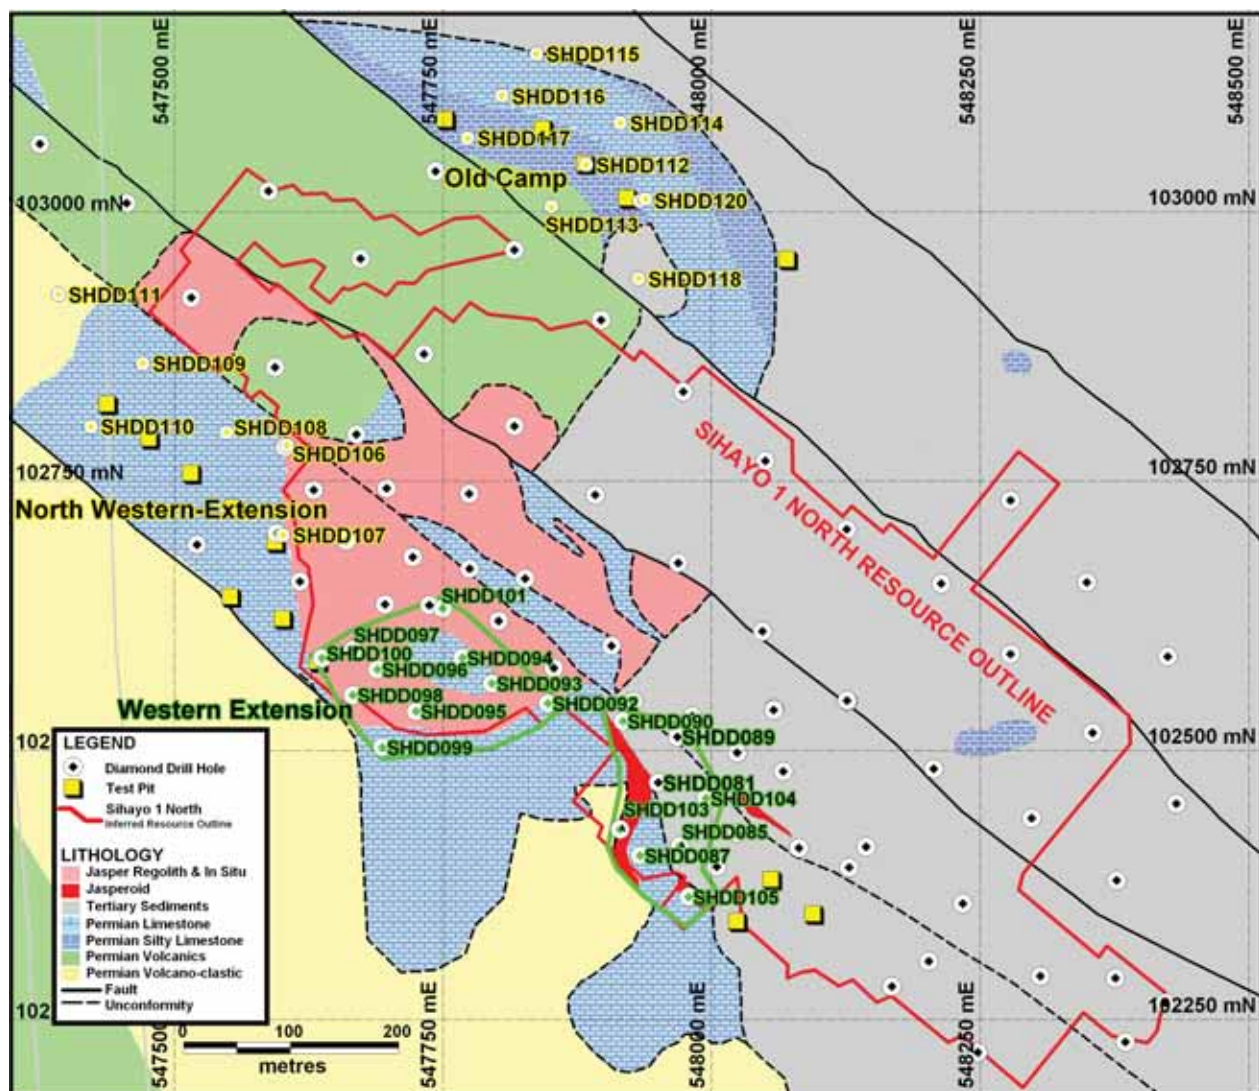 547500 mE
547750 mE
548000 mE
548250 mE
548500 mE
SHDD115
SHDD116
SHDD114
SHDD117
SHDD112
Old Camp
SHDD120
103000 mN
103000 mN
SHDD113
SHDD118
SHDD111
SHDD109
SHDD110
SHDD108
SHDD106
102750 mN
102750 mN
SIHAYO 1 NORTH RESOURCE OUTLINE
North Western-Extension
SHDD107
SHDD101
SHDD097
SHDD100
SHDD094
SHDD096
SHDD093
SHDD098
SHDD092
Western Extension
SHDD095
SHDD090
SHDD089
SHDD099
102500 mN
SHDD081
SHDD104
SHDD103
SHDD085
SHDD087
SHDD105
LEGEND
Diamond Drill Hole
Test Pit
Sihayo 1 North
Inferred Resource Outline
LITHOLOGY
Jasper Regolith & In Situ
Jasperoid
Tertiary Sediments
Permian Limestone
Permian Silty Limestone
Permian Volcanics
Permian Volcano-clastic
Fault
Unconformity
102250 mN
0 100 200
metres
547500 mE
547750 mE
548000 mE
548250 mE